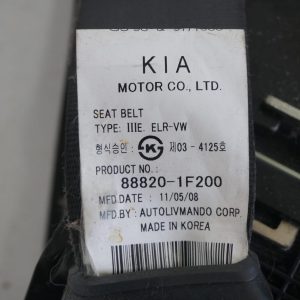 KIA
MOTOR CO., LTD.
SEAT BELT
TYPE: IIIE. ELR-VW
형식승인: 제03 - 4125호
PRODUCT NO.:
88820-1F200
MFD.DATE : 11/05/08
MFD.BY: AUTOLIVMANDO CORP.
MADE IN KOREA